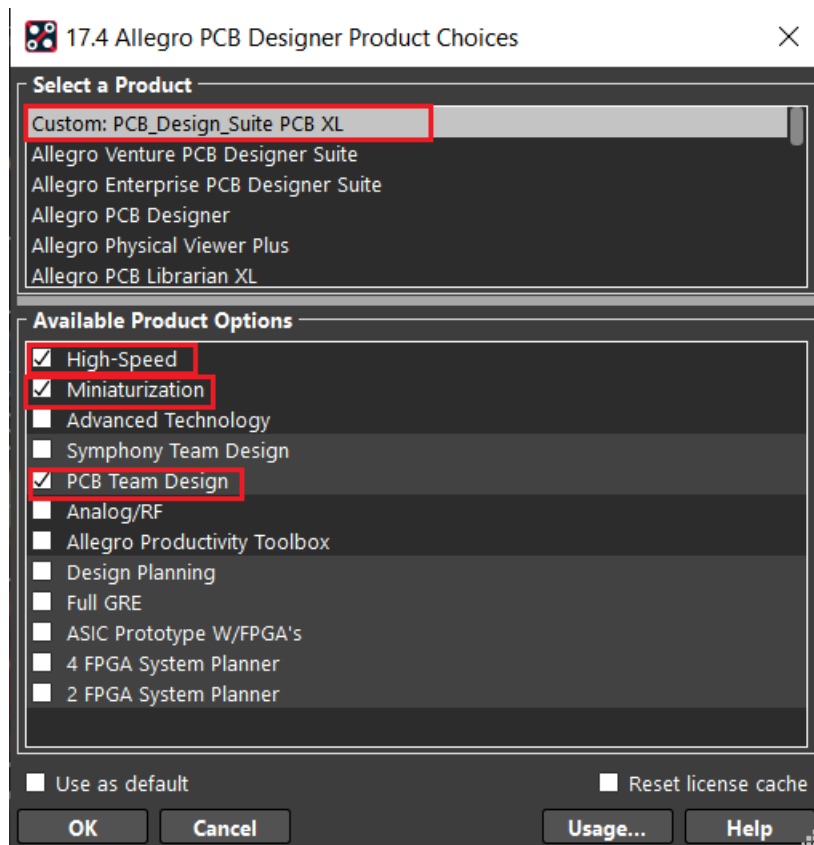 17.4 Allegro PCB Designer Product Choices
Select a Product
Custom: PCB_Design_Suite PCB XL
Allegro Venture PCB Designer Suite
Allegro Enterprise PCB Designer Suite
Allegro PCB Designer
Allegro Physical Viewer Plus
Allegro PCB Librarian XL
Available Product Options
High-Speed
Miniaturization
Advanced Technology
Symphony Team Design
PCB Team Design
Analog/RF
Allegro Productivity Toolbox
Design Planning
Full GRE
ASIC Prototype W/FPGA's
4 FPGA System Planner
2 FPGA System Planner
Use as default Reset license cache
OK Cancel Usage... Help